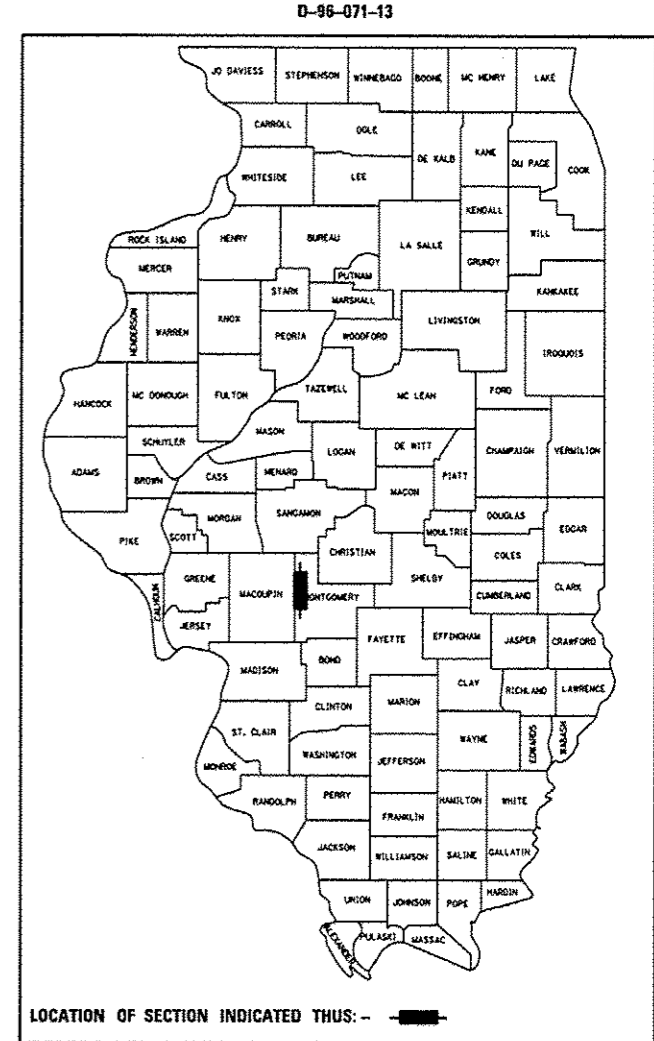 D-96-071-13
JO DAVIESS STEPHENSON WINNEBAGO BOONE MC HENRY LAKE
CARROLL OGLE DE KALB KANE DU PAGE COOK
WHITESIDE LEE
KENDALL WILL
ROCK ISLAND HENRY BUREAU LA SALLE GRUNDY
MERCER PUTNAM KANKAKEE
STARK MARSHALL
HENDERSON WARREN KNOX PEORIA WOODFORD LIVINGSTON IROQUOIS
HANCOCK MC DONOUGH FULTON TAZEWELL MC LEAN FORD
SCHUYLER MASON LOGAN DE WITT CHAMPAIGN VERMILION
ADAMS BROWN CASS MENARD PIATT
MACON
PIKE SCOTT MORGAN SANGAMON CHRISTIAN MOULTRIE DOUGLAS EDGAR
COLES
CALHOUN GREENE MACOUPIN MONTGOMERY SHELBY CUMBERLAND CLARK
JERSEY FAYETTE EFFINGHAM JASPER CRAWFORD
MADISON BOND
CLAY RICHLAND LAWRENCE
CLINTON MARION
ST. CLAIR WAYNE EDWARDS WABASH
WASHINGTON JEFFERSON
MONROE
RANDOLPH PERRY HAMILTON WHITE
FRANKLIN
JACKSON WILLIAMSON SALINE GALLATIN
UNION JOHNSON POPE HARDIN
ALEXANDER PULASKI MASSAC
LOCATION OF SECTION INDICATED THUS: -